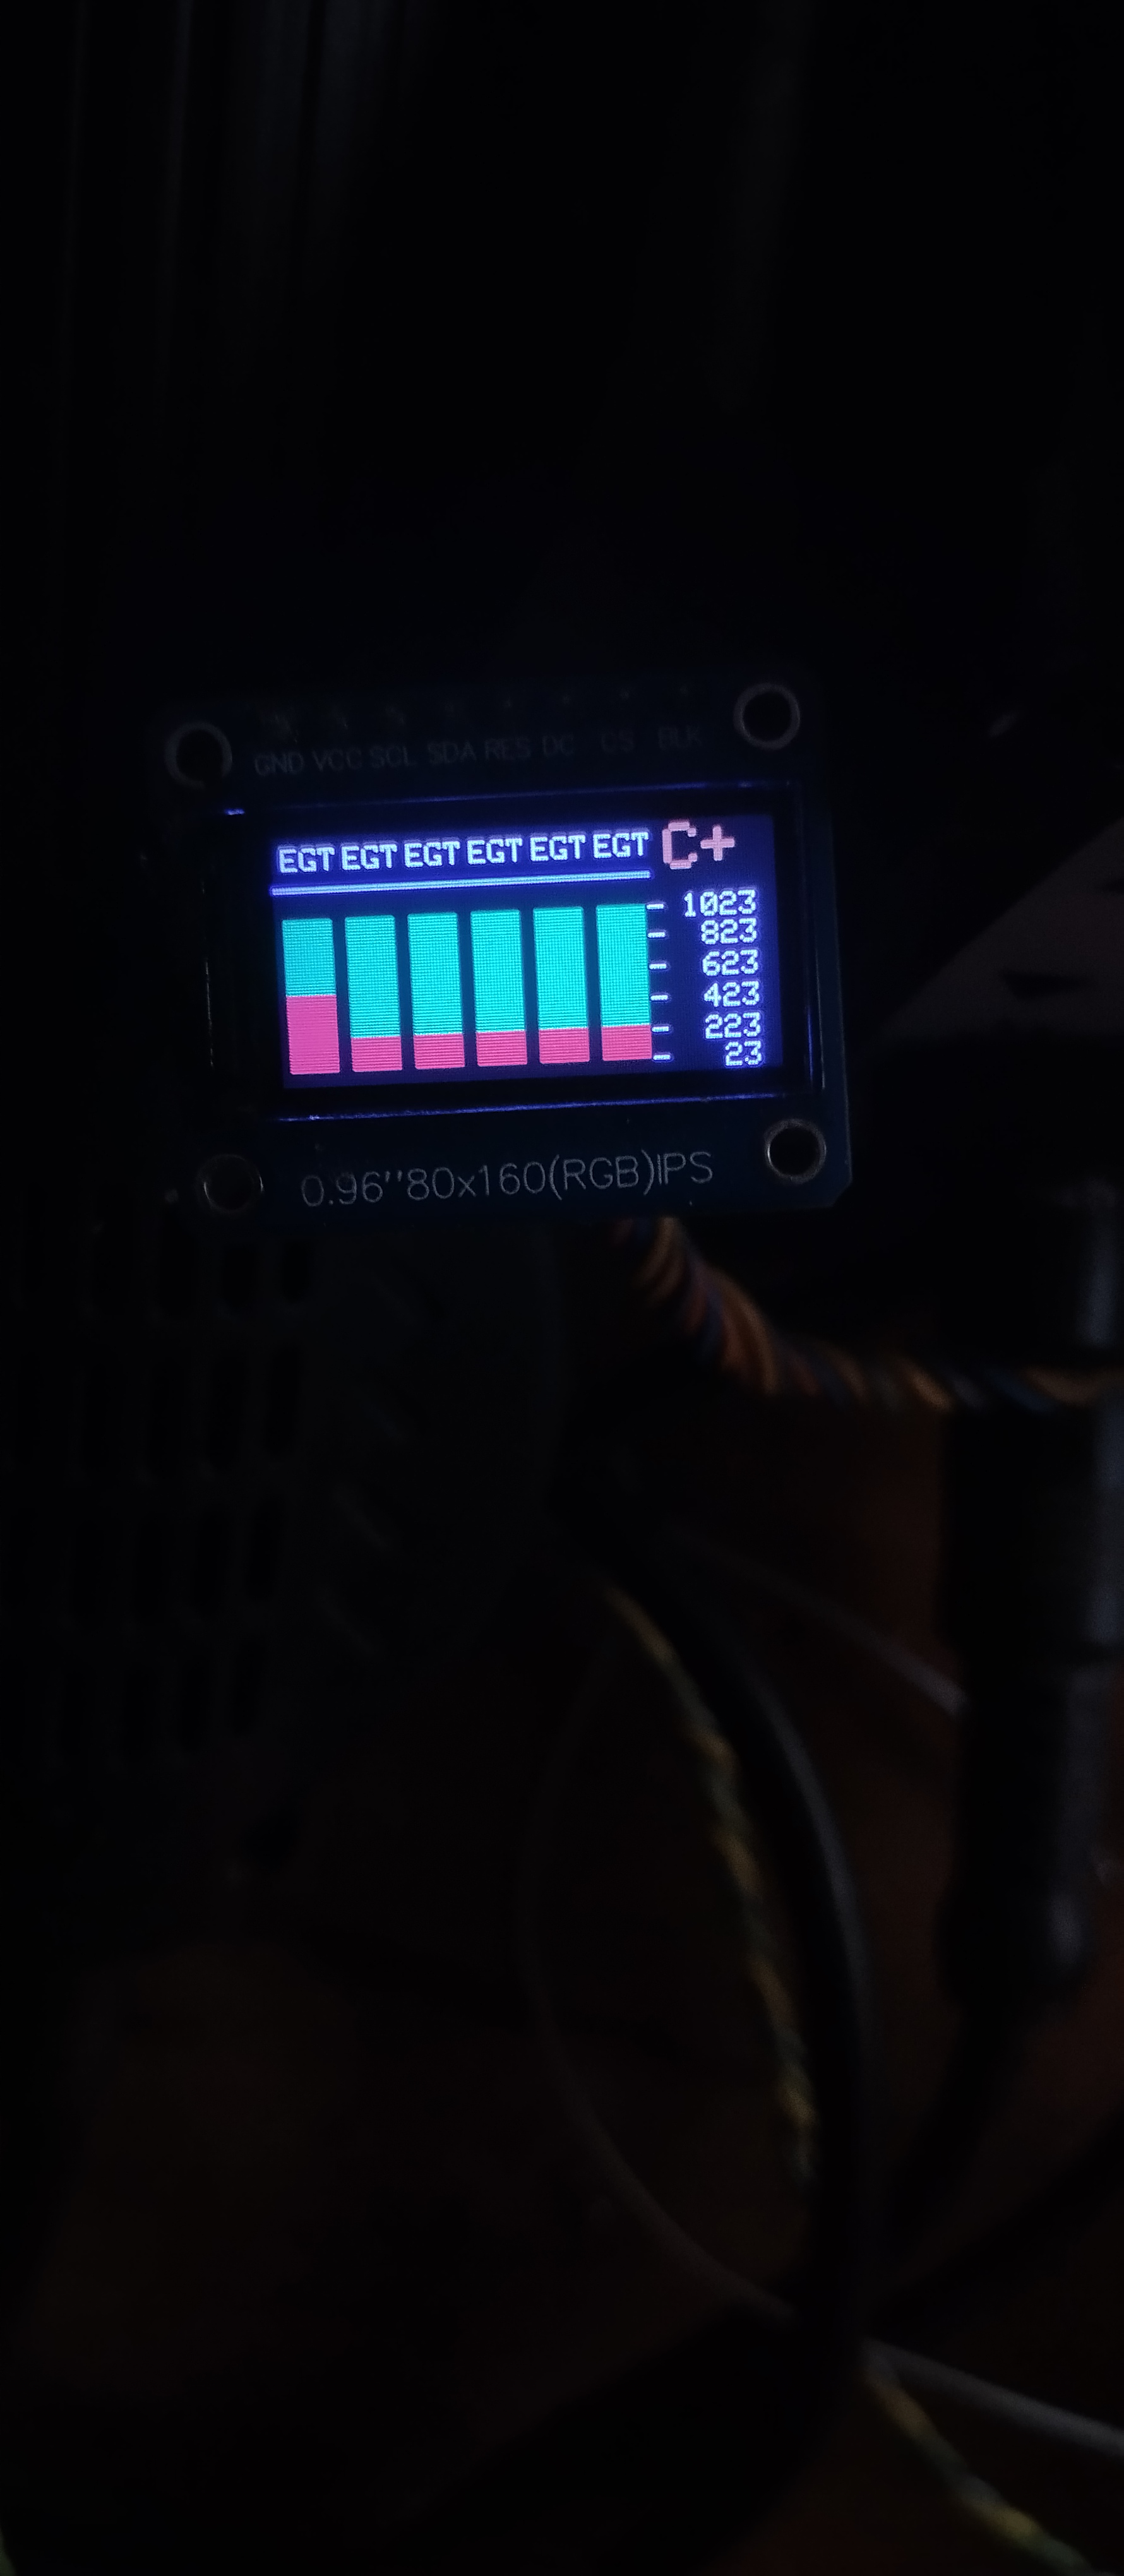 GND VCC SCL SDA RES DC CS BLK
EGT EGT EGT EGT EGT EGT C+
1023
823
623
423
223
23
0.96''80x160(RGB)IPS